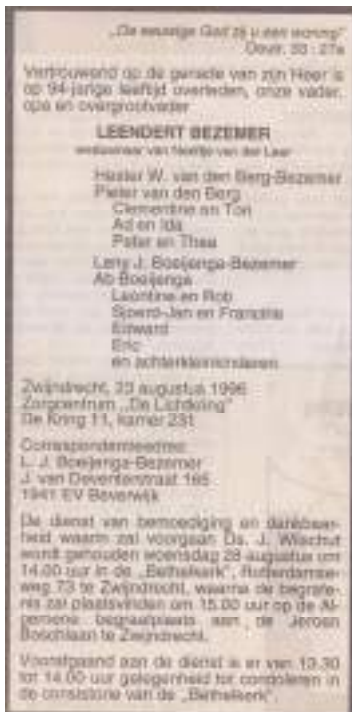 „De eeuwige God zij u een woning"
Deut. 33 : 27a
Vertrouwend op de genade van zijn Heer is
op 94-jarige leeftijd overleden, onze vader,
opa en overgrootvader
LEENDERT BEZEMER
weduwnaar van Neeltje van der Leer
Hester W. van den Berg-Bezemer
Pieter van den Berg
Clementine en Ton
Ad en Ida
Peter en Thea
Leny J. Boeijenga-Bezemer
Ab Boeijenga
Leontine en Rob
Sjoerd-Jan en Francine
Edward
Eric
en achterkleinkinderen
Zwijndrecht, 23 augustus 1996
Zorgcentrum „De Lichtkring"
De Kring 11, kamer 231
Correspondentieadres:
L. J. Boeijenga-Bezemer
J. van Deventerstraat 165
1941 EV Beverwijk
De dienst van bemoediging en dankbaar-
heid waarin zal voorgaan Ds. J. Wischut
wordt gehouden woensdag 28 augustus om
14.00 uur in de „Bethelkerk", Rotterdamse-
weg 73 te Zwijndrecht, waarna de begrafe-
nis zal plaatsvinden om 15.00 uur op de Al-
gemene begraafplaats aan de Jeroen
Boschlaan te Zwijndrecht.
Voorafgaand aan de dienst is er van 13.30
tot 14.00 uur gelegenheid tot condoleren in
de consistorie van de „Bethelkerk".